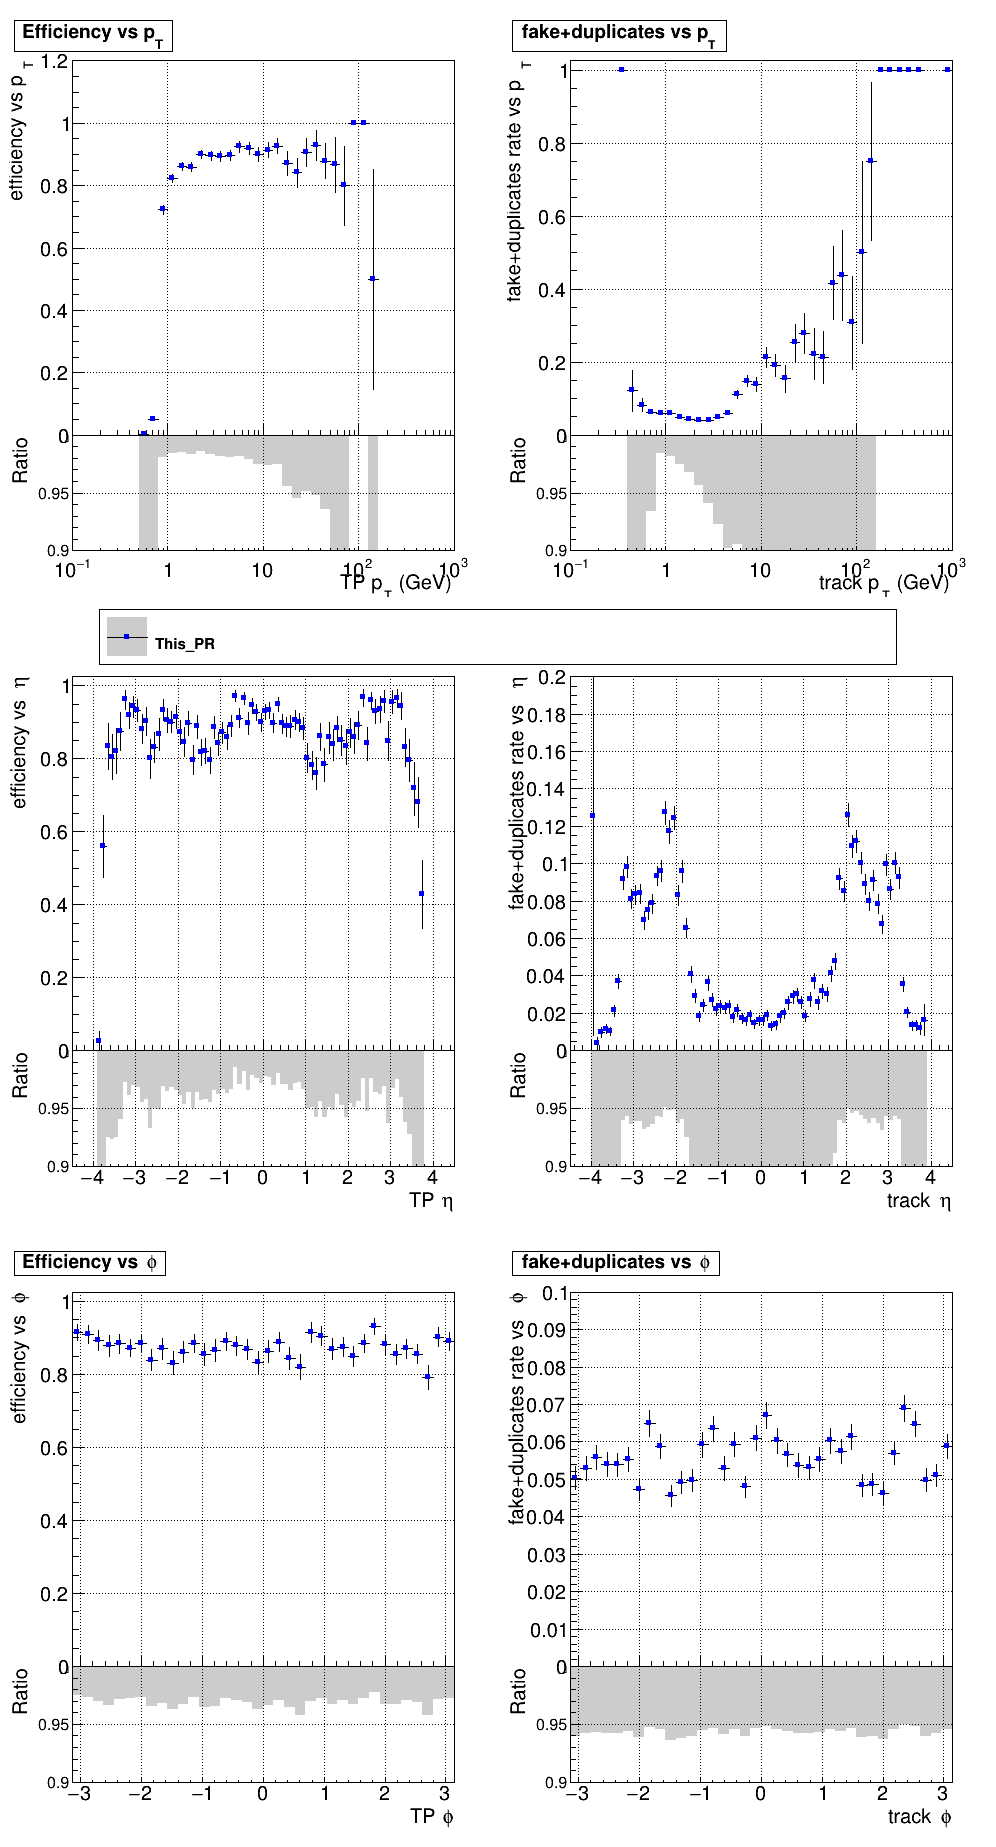 Efficiency vs p_T
fake+duplicates vs p_T
efficiency vs p_T
1.2
1
0.8
0.6
0.4
0.2
0
Ratio
0.95
0.9
10^-1 1 10 10^2 10^3
TP p_T (GeV)
fake+duplicates rate vs p_T
1
0.8
0.6
0.4
0.2
0
Ratio
0.95
0.9
10^-1 1 10 10^2 10^3
track p_T (GeV)
This_PR
efficiency vs η
1
0.8
0.6
0.4
0.2
0
Ratio
0.95
0.9
−4 −3 −2 −1 0 1 2 3 4
TP η
fake+duplicates rate vs η
0.2
0.18
0.16
0.14
0.12
0.1
0.08
0.06
0.04
0.02
0
Ratio
0.95
0.9
−4 −3 −2 −1 0 1 2 3 4
track η
Efficiency vs ϕ
fake+duplicates vs ϕ
efficiency vs ϕ
1
0.8
0.6
0.4
0.2
0
Ratio
0.95
0.9
−3 −2 −1 0 1 2 3
TP ϕ
fake+duplicates rate vs ϕ
0.1
0.09
0.08
0.07
0.06
0.05
0.04
0.03
0.02
0.01
0
Ratio
0.95
0.9
−3 −2 −1 0 1 2 3
track ϕ